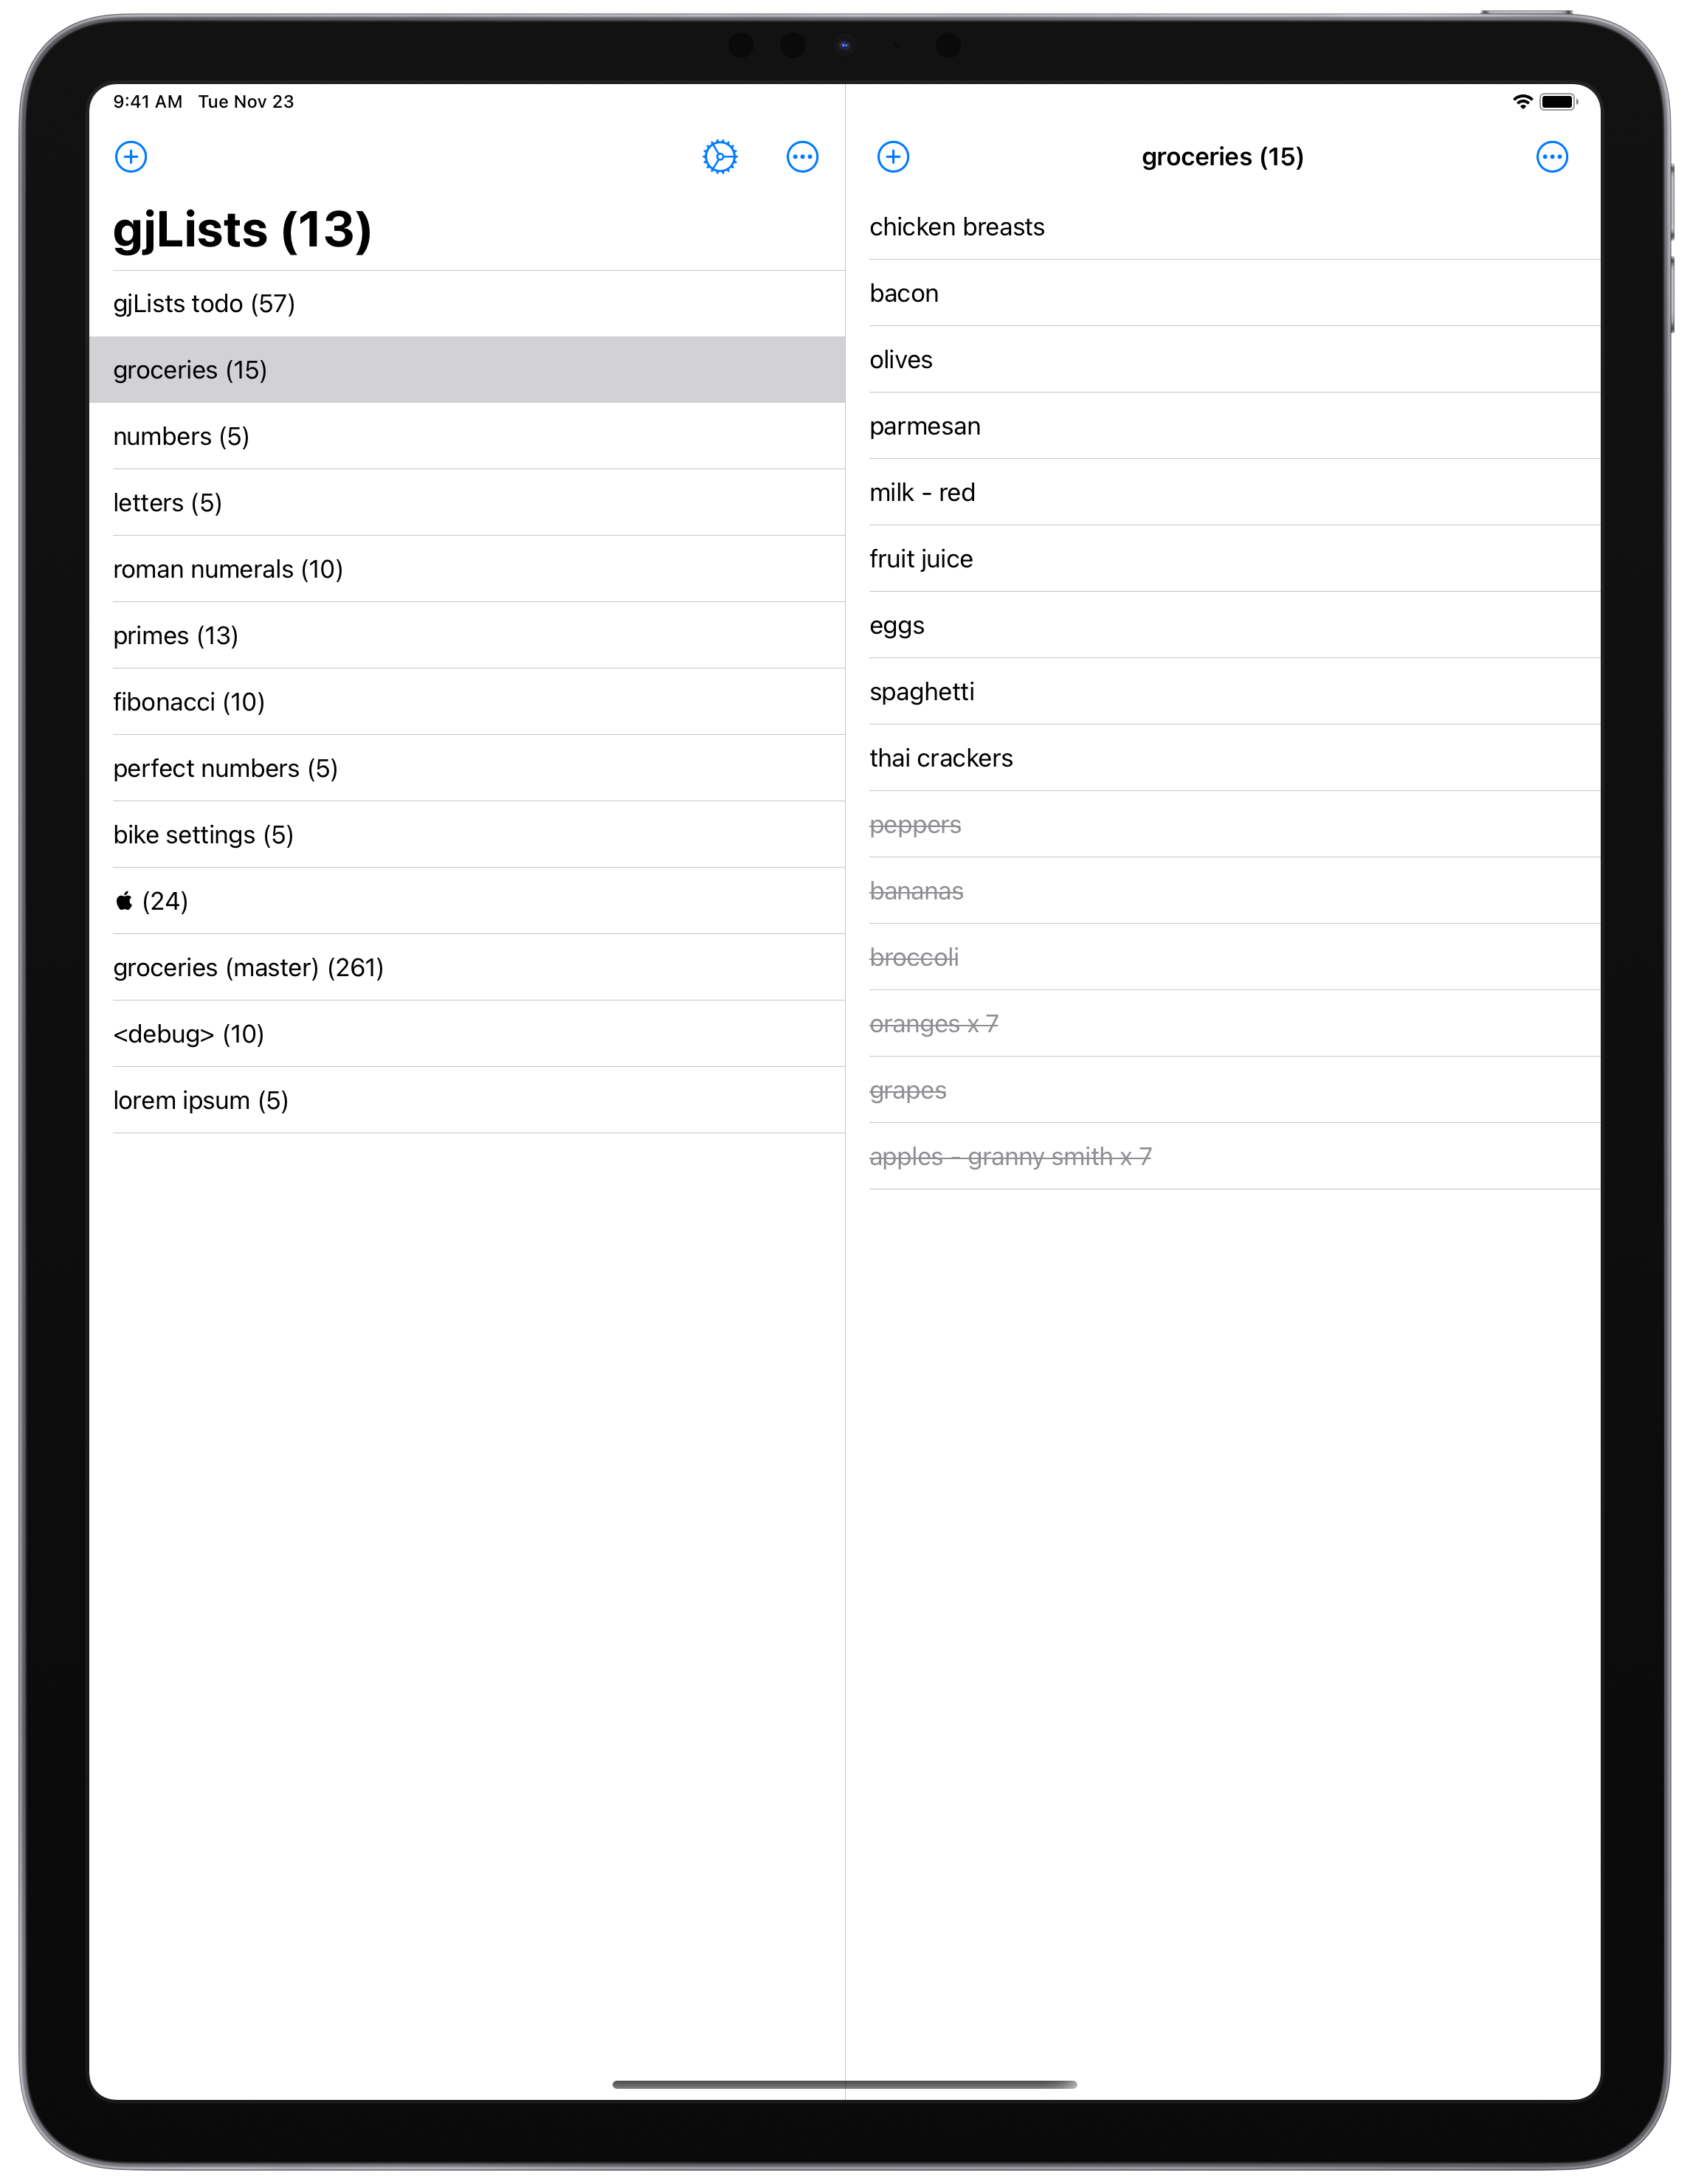 9:41 AM Tue Nov 23
gjLists (13)
gjLists todo (57)
groceries (15)
numbers (5)
letters (5)
roman numerals (10)
primes (13)
fibonacci (10)
perfect numbers (5)
bike settings (5)
 (24)
groceries (master) (261)
<debug> (10)
lorem ipsum (5)
groceries (15)
chicken breasts
bacon
olives
parmesan
milk - red
fruit juice
eggs
spaghetti
thai crackers
peppers
bananas
broccoli
oranges x 7
grapes
apples - granny smith x 7